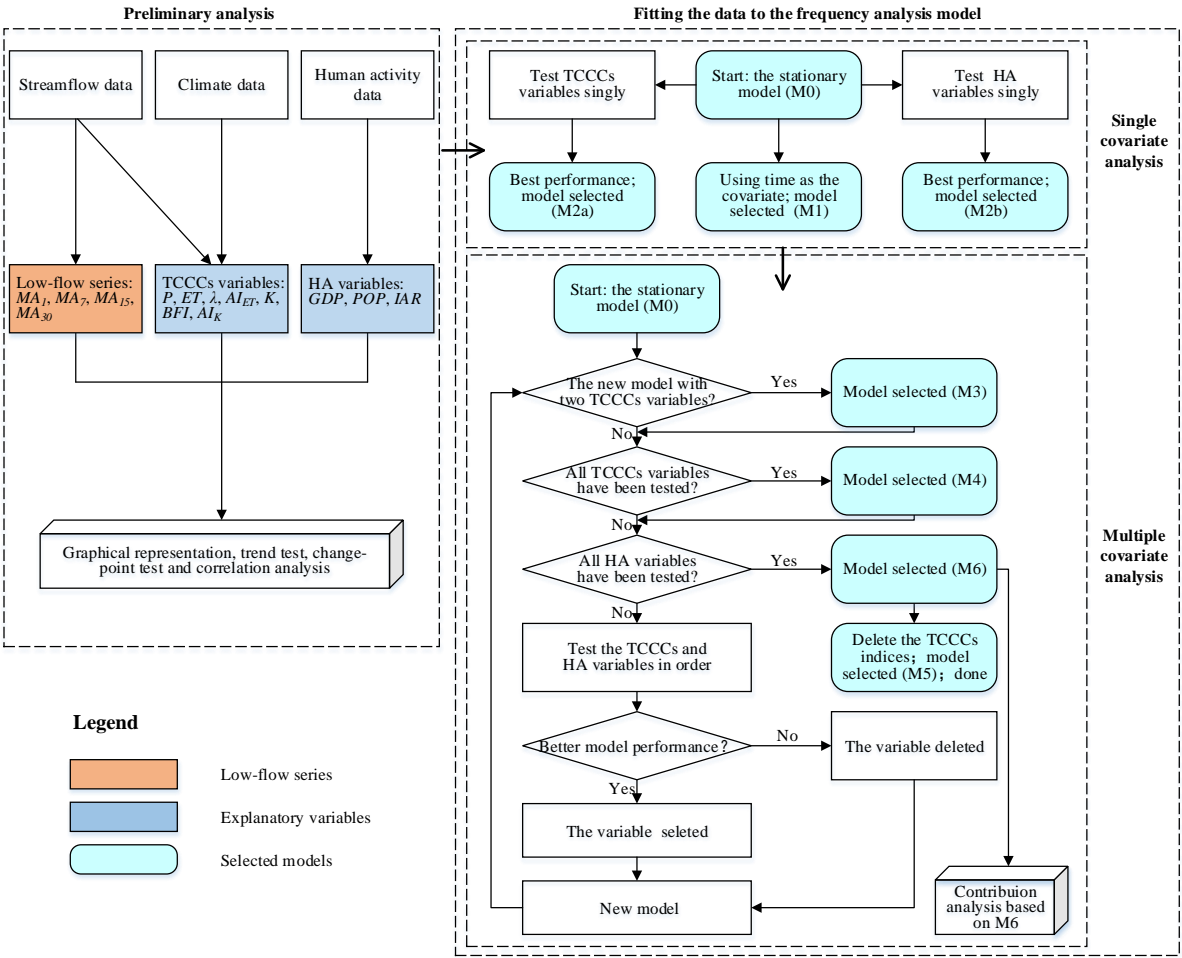 Preliminary analysis
Streamflow data
Climate data
Human activity
data
Low-flow series:
MA1, MA7, MA15,
MA30
TCCCs variables:
P, ET, λ, AIET, K,
BFI, AIK
HA variables:
GDP, POP, IAR
Graphical representation, trend test, change-
point test and correlation analysis
Legend
Low-flow series
Explanatory variables
Selected models
Fitting the data to the frequency analysis model
Test TCCCs
variables singly
Start: the stationary
model (M0)
Test HA
variables singly
Best performance;
model selected
(M2a)
Using time as the
covariate; model
selected (M1)
Best performance;
model selected
(M2b)
Single
covariate
analysis
Start: the stationary
model (M0)
The new model with
two TCCCs variables?
Yes
Model selected (M3)
No
All TCCCs variables
have been tested?
Yes
Model selected (M4)
No
All HA variables
have been tested?
Yes
Model selected (M6)
No
Test the TCCCs and
HA variables in order
Delete the TCCCs
indices；model
selected (M5)；done
Better model performance？
No
The variable deleted
Yes
The variable seleted
New model
Contribuion
analysis based
on M6
Multiple
covariate
analysis